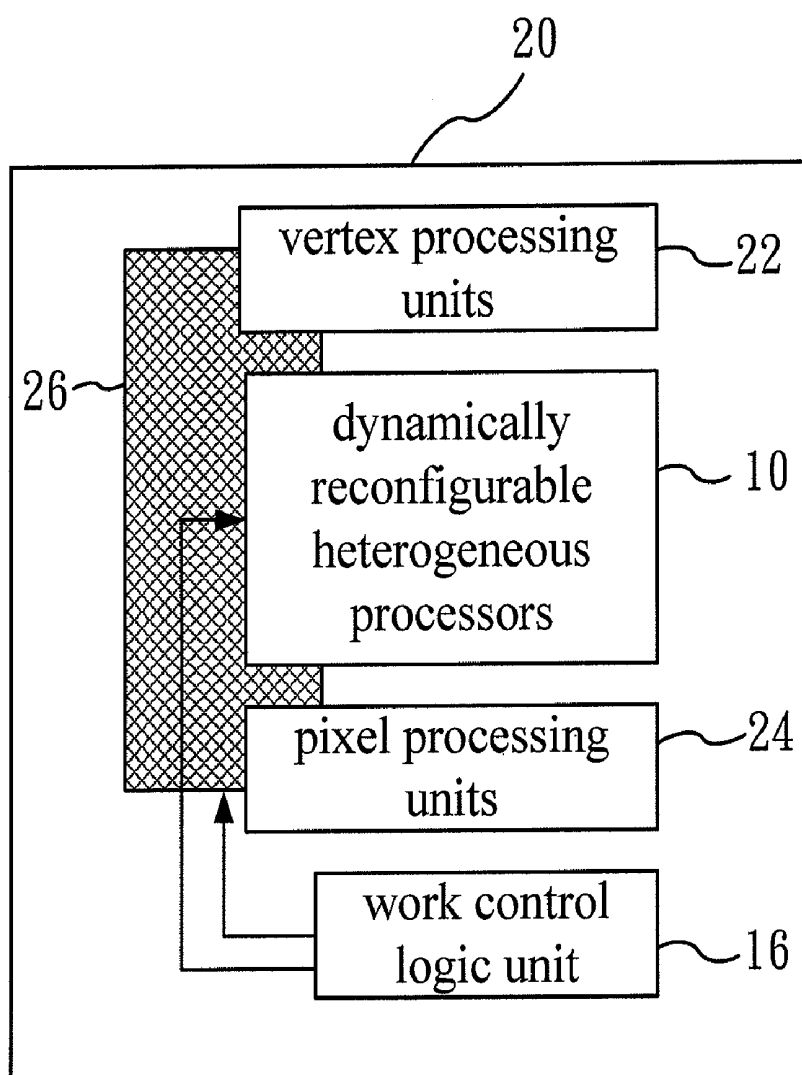 20
vertex processing
units
22
26
dynamically
reconfigurable
heterogeneous
processors
10
pixel processing
units
24
work control
logic unit
16